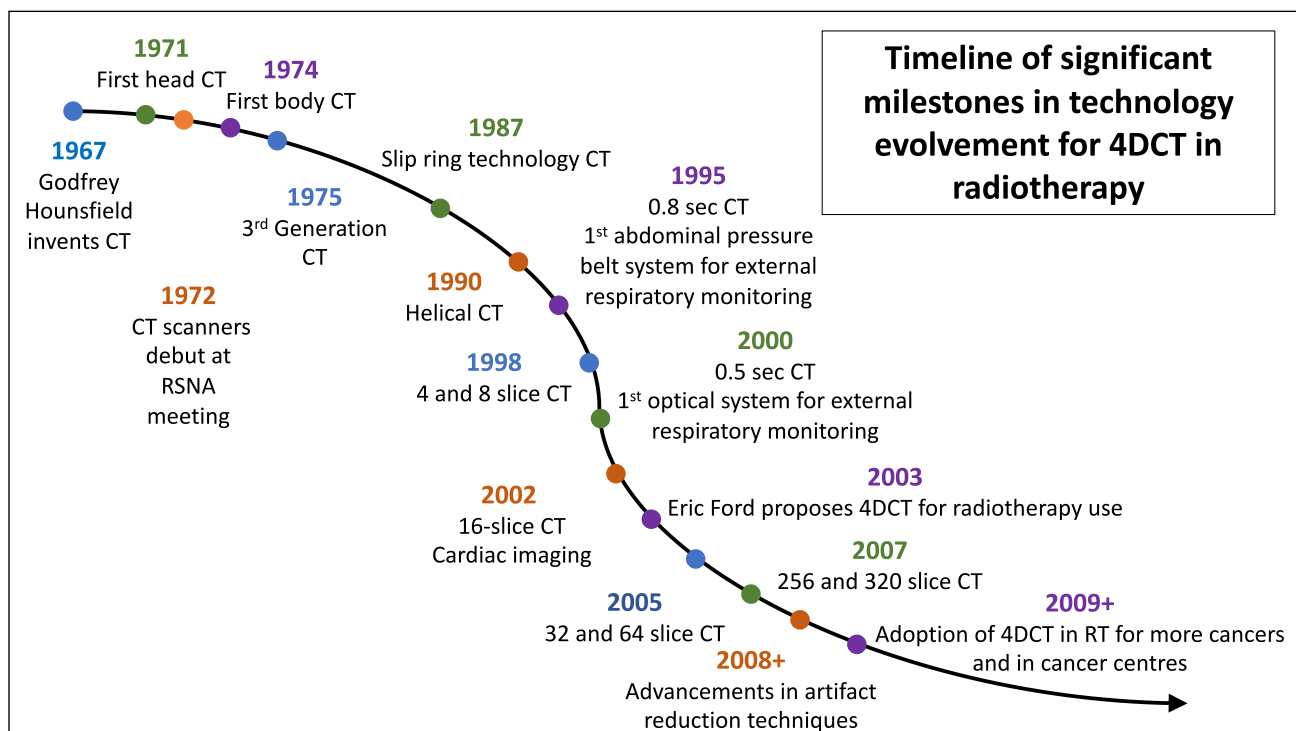 Timeline of significant
milestones in technology
evolvement for 4DCT in
radiotherapy
1967
Godfrey
Hounsfield
invents CT
1971
First head CT
1972
CT scanners
debut at
RSNA
meeting
1974
First body CT
1975
3rd Generation
CT
1987
Slip ring technology CT
1990
Helical CT
1995
0.8 sec CT
1st abdominal pressure
belt system for external
respiratory monitoring
1998
4 and 8 slice CT
2000
0.5 sec CT
1st optical system for external
respiratory monitoring
2002
16-slice CT
Cardiac imaging
2003
Eric Ford proposes 4DCT for radiotherapy use
2005
32 and 64 slice CT
2007
256 and 320 slice CT
2008+
Advancements in artifact
reduction techniques
2009+
Adoption of 4DCT in RT for more cancers
and in cancer centres